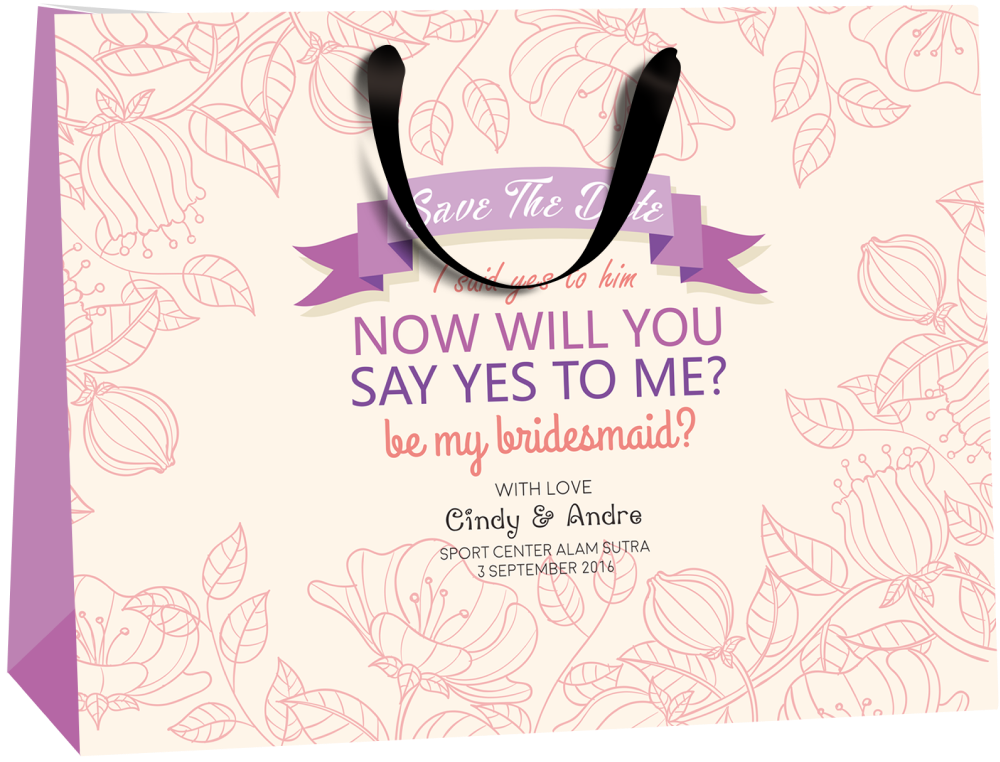 Save The Date
I said yes to him
NOW WILL YOU
SAY YES TO ME?
be my bridesmaid?
WITH LOVE
Cindy & Andre
SPORT CENTER ALAM SUTRA
3 SEPTEMBER 2016